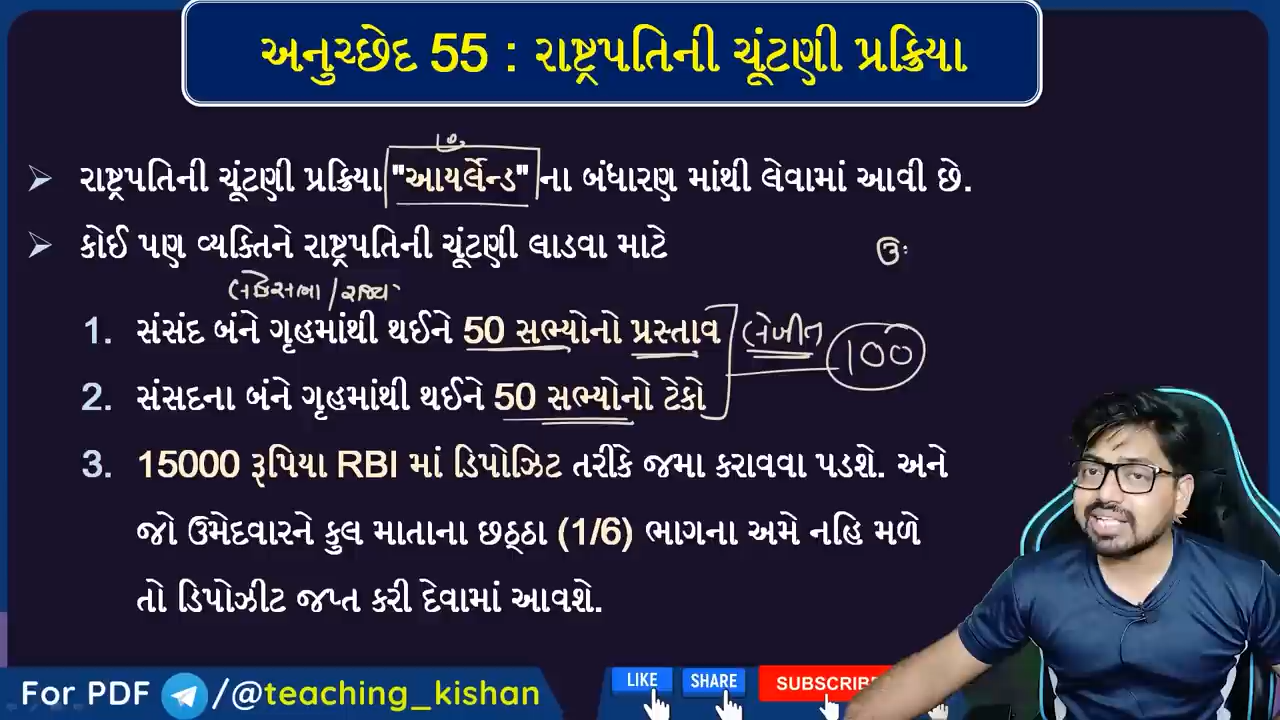 અનુચ્છેદ 55 : રાષ્ટ્રપતિની ચૂંટણી પ્રક્રિયા
➢ રાષ્ટ્રપતિની ચૂંટણી પ્રક્રિયા "આયર્લેન્ડ" ના બંધારણ માંથી લેવામાં આવી છે.
➢ કોઈ પણ વ્યક્તિને રાષ્ટ્રપતિની ચૂંટણી લાડવા માટે
લોકસભા / રાજ્ય
1. સંસંદ બંને ગૃહમાંથી થઈને 50 સભ્યોનો પ્રસ્તાવ લેખીત 100
2. સંસદના બંને ગૃહમાંથી થઈને 50 સભ્યોનો ટેકો
3. 15000 રૂપિયા RBI માં ડિપોઝિટ તરીકે જમા કરાવવા પડશે. અને
જો ઉમેદવારને કુલ માતાના છઠ્ઠા (1/6) ભાગના અમે નહિ મળે
તો ડિપોઝીટ જપ્ત કરી દેવામાં આવશે.
For PDF /@teaching_kishan
LIKE SHARE SUBSCRIBE